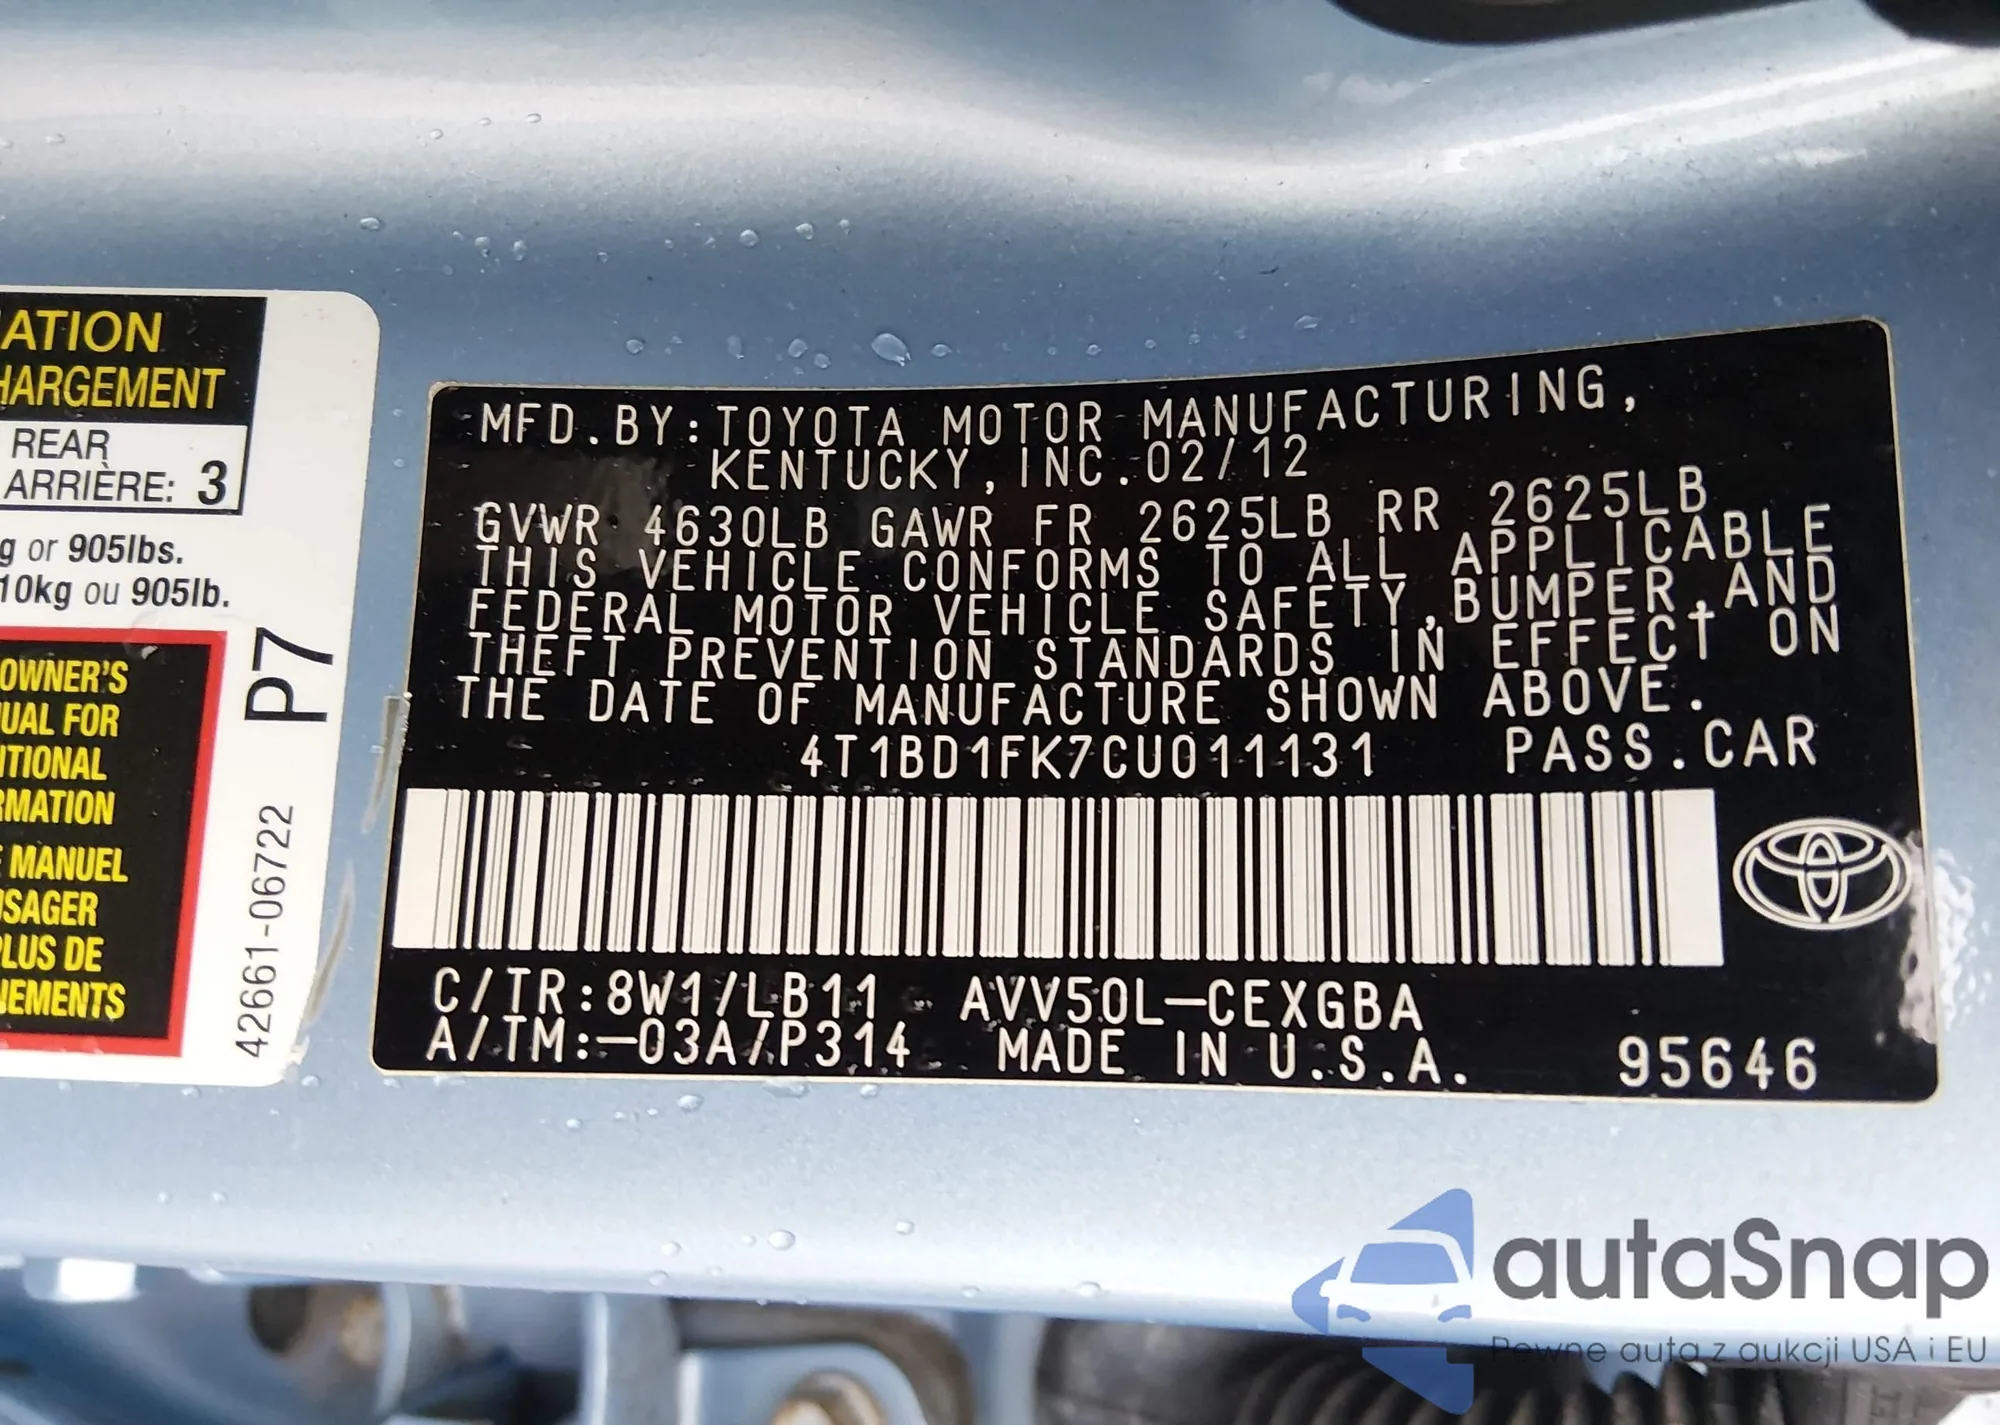 ATION
HARGEMENT
REAR
ARRIÈRE: 3
g or 905lbs.
10kg ou 905lb.
OWNER'S
UAL FOR
ITIONAL
RMATION
E MANUEL
USAGER
PLUS DE
NEMENTS
P7
42661-06722
MFD.BY:TOYOTA MOTOR MANUFACTURING,
KENTUCKY,INC.02/12
GVWR 4630LB GAWR FR 2625LB RR 2625LB
THIS VEHICLE CONFORMS TO ALL APPLICABLE
FEDERAL MOTOR VEHICLE SAFETY,BUMPER,AND
THEFT PREVENTION STANDARDS IN EFFECT ON
THE DATE OF MANUFACTURE SHOWN ABOVE.
4T1BD1FK7CU011131 PASS.CAR
C/TR:8W1/LB11 AVV50L-CEXGBA
A/TM:-03A/P314 MADE IN U.S.A. 95646
autaSnap
Pewne auta z aukcji USA i EU